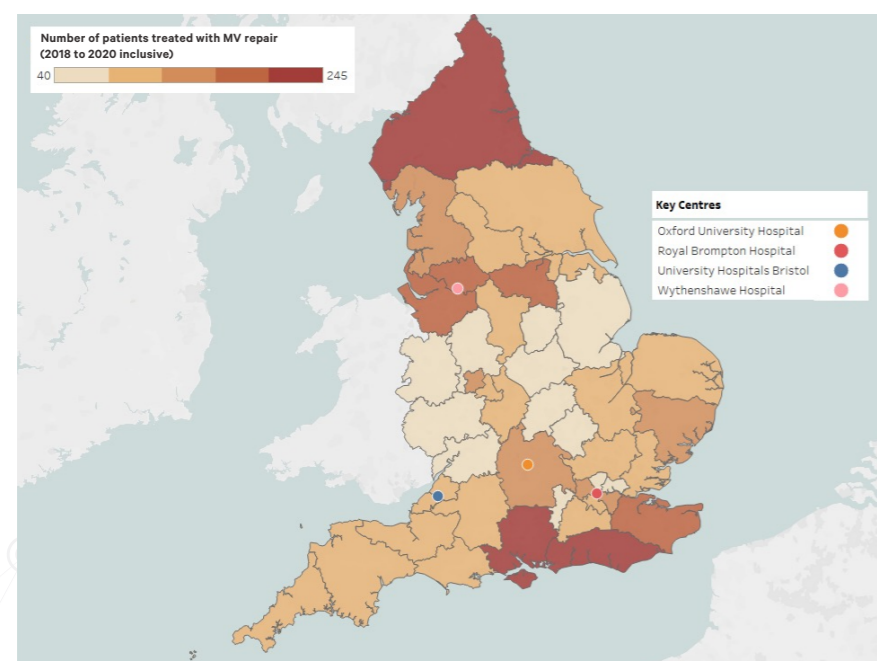 Number of patients treated with MV repair
(2018 to 2020 inclusive)
40 245
Key Centres
Oxford University Hospital
Royal Brompton Hospital
University Hospitals Bristol
Wythenshawe Hospital